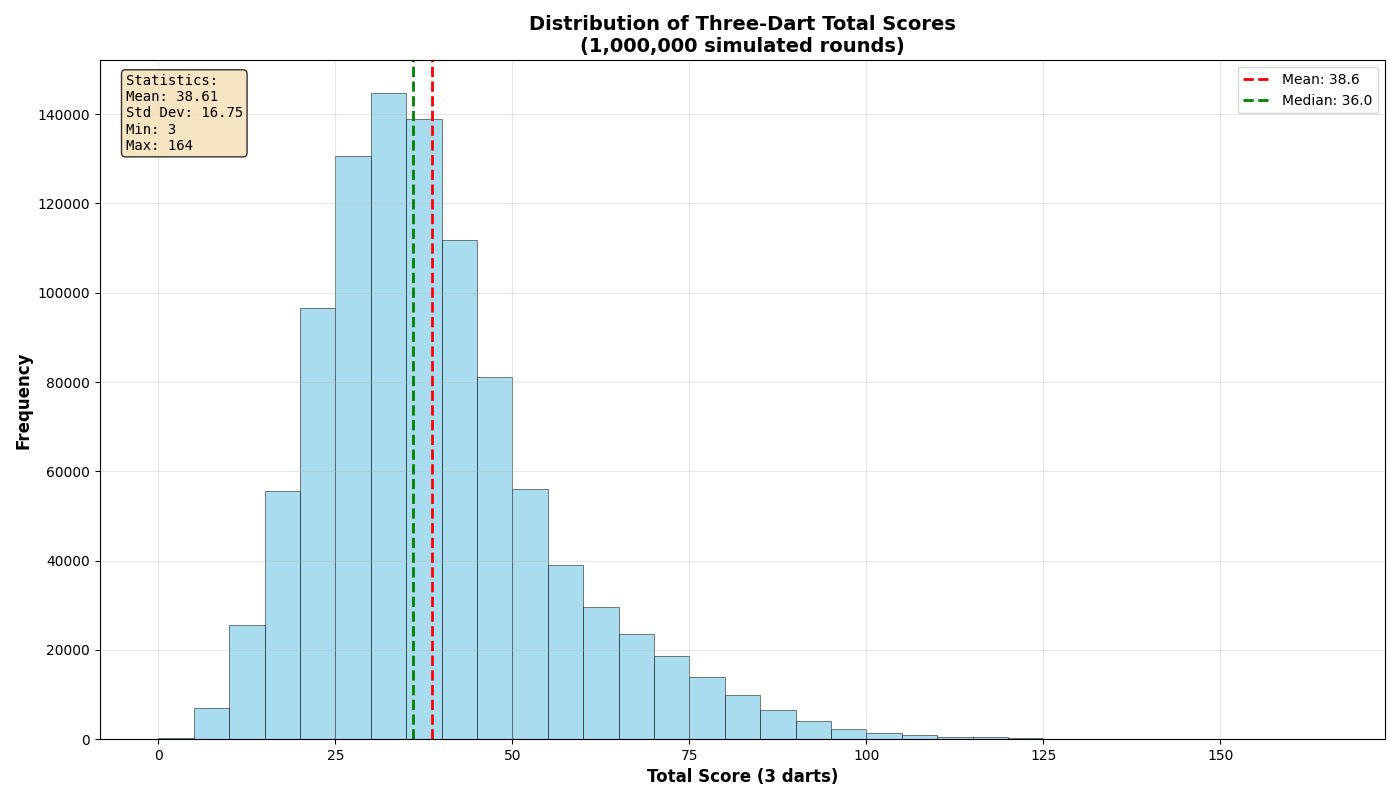 Distribution of Three-Dart Total Scores
(1,000,000 simulated rounds)
Statistics:
Mean: 38.61
Std Dev: 16.75
Min: 3
Max: 164
Mean: 38.6
Median: 36.0
Frequency
140000
120000
100000
80000
60000
40000
20000
0
0 25 50 75 100 125 150
Total Score (3 darts)